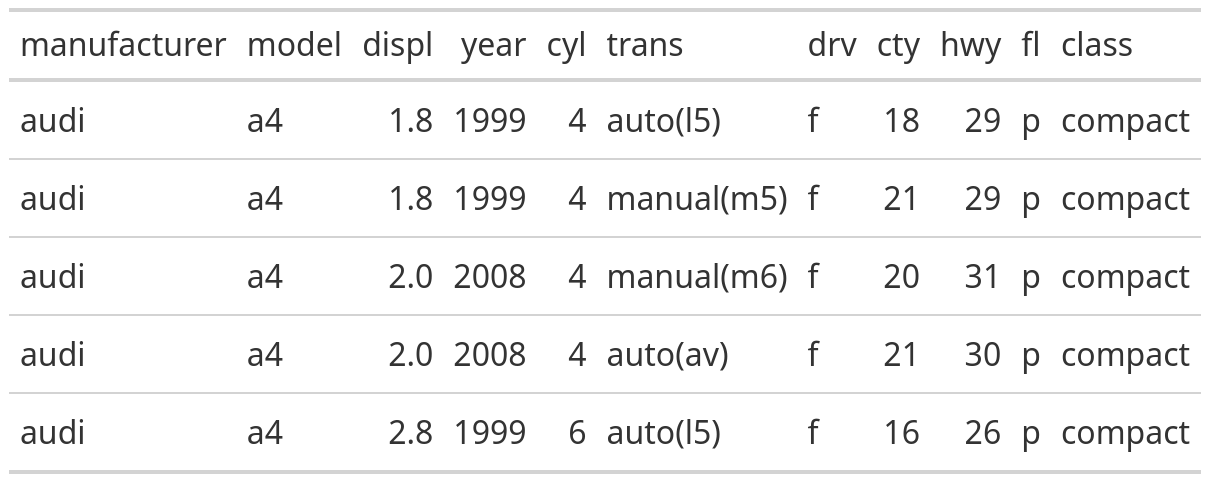 manufacturer model displ year cyl trans drv cty hwy fl class
audi a4 1.8 1999 4 auto(l5) f 18 29 p compact
audi a4 1.8 1999 4 manual(m5) f 21 29 p compact
audi a4 2.0 2008 4 manual(m6) f 20 31 p compact
audi a4 2.0 2008 4 auto(av) f 21 30 p compact
audi a4 2.8 1999 6 auto(l5) f 16 26 p compact